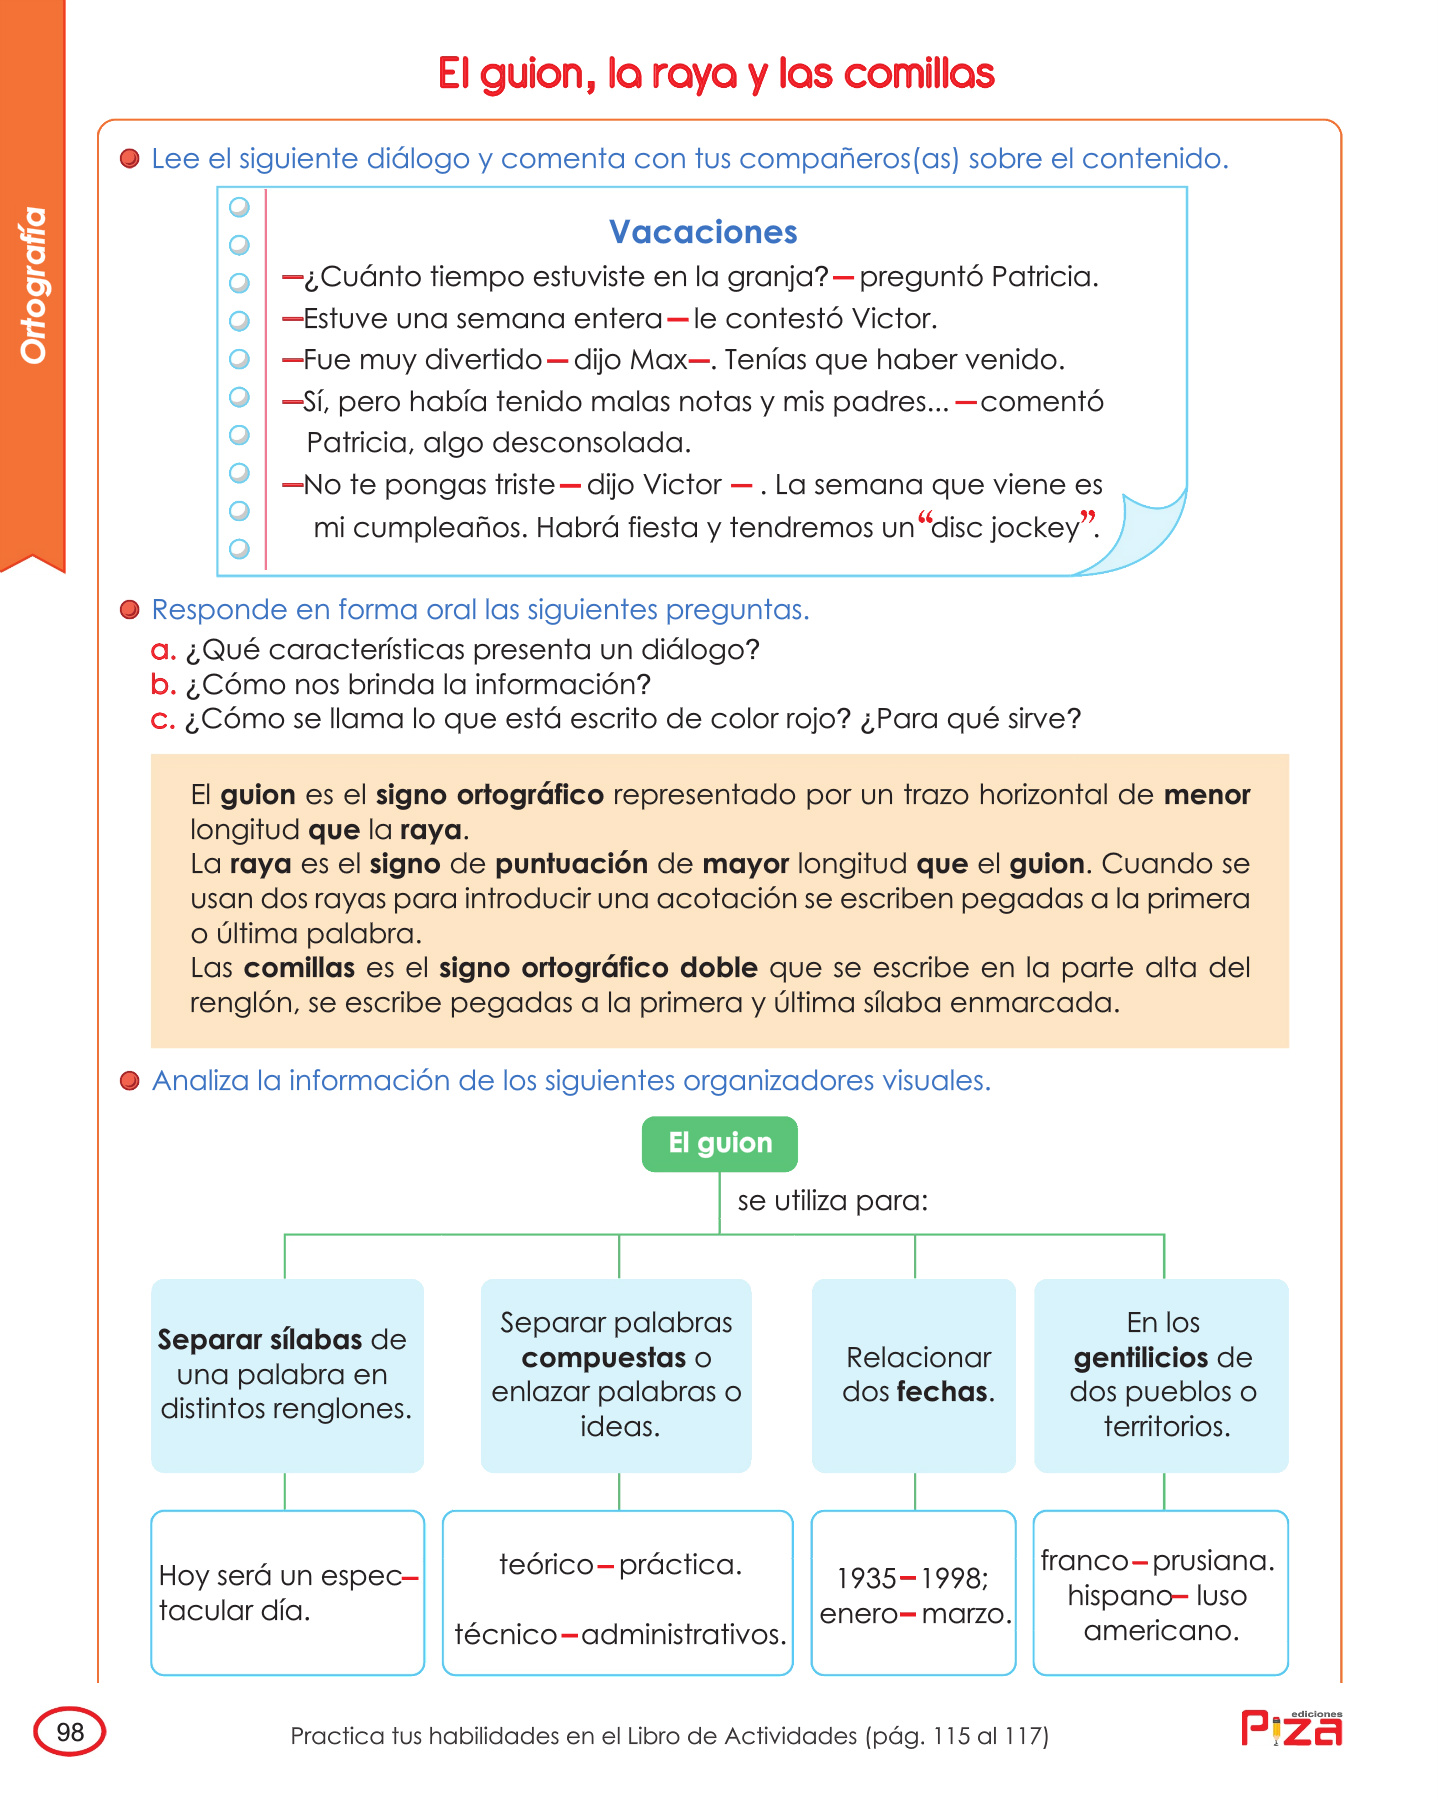 El guion, la raya y las comillas
Ortografía
Lee el siguiente diálogo y comenta con tus compañeros(as) sobre el contenido.
Vacaciones
—¿Cuánto tiempo estuviste en la granja?— preguntó Patricia.
—Estuve una semana entera — le contestó Victor.
—Fue muy divertido — dijo Max—. Tenías que haber venido.
—Sí, pero había tenido malas notas y mis padres... —comentó
Patricia, algo desconsolada.
—No te pongas triste — dijo Victor — . La semana que viene es
mi cumpleaños. Habrá fiesta y tendremos un “disc jockey”.
Responde en forma oral las siguientes preguntas.
a. ¿Qué características presenta un diálogo?
b. ¿Cómo nos brinda la información?
c. ¿Cómo se llama lo que está escrito de color rojo? ¿Para qué sirve?
El guion es el signo ortográfico representado por un trazo horizontal de menor
longitud que la raya.
La raya es el signo de puntuación de mayor longitud que el guion. Cuando se
usan dos rayas para introducir una acotación se escriben pegadas a la primera
o última palabra.
Las comillas es el signo ortográfico doble que se escribe en la parte alta del
renglón, se escribe pegadas a la primera y última sílaba enmarcada.
Analiza la información de los siguientes organizadores visuales.
El guion
se utiliza para:
Separar sílabas de
una palabra en
distintos renglones.
Separar palabras
compuestas o
enlazar palabras o
ideas.
Relacionar
dos fechas.
En los
gentilicios de
dos pueblos o
territorios.
Hoy será un espec–
tacular día.
teórico – práctica.
técnico – administrativos.
1935 – 1998;
enero – marzo.
franco – prusiana.
hispano – luso
americano.
98
Practica tus habilidades en el Libro de Actividades (pág. 115 al 117)
ediciones
Piza